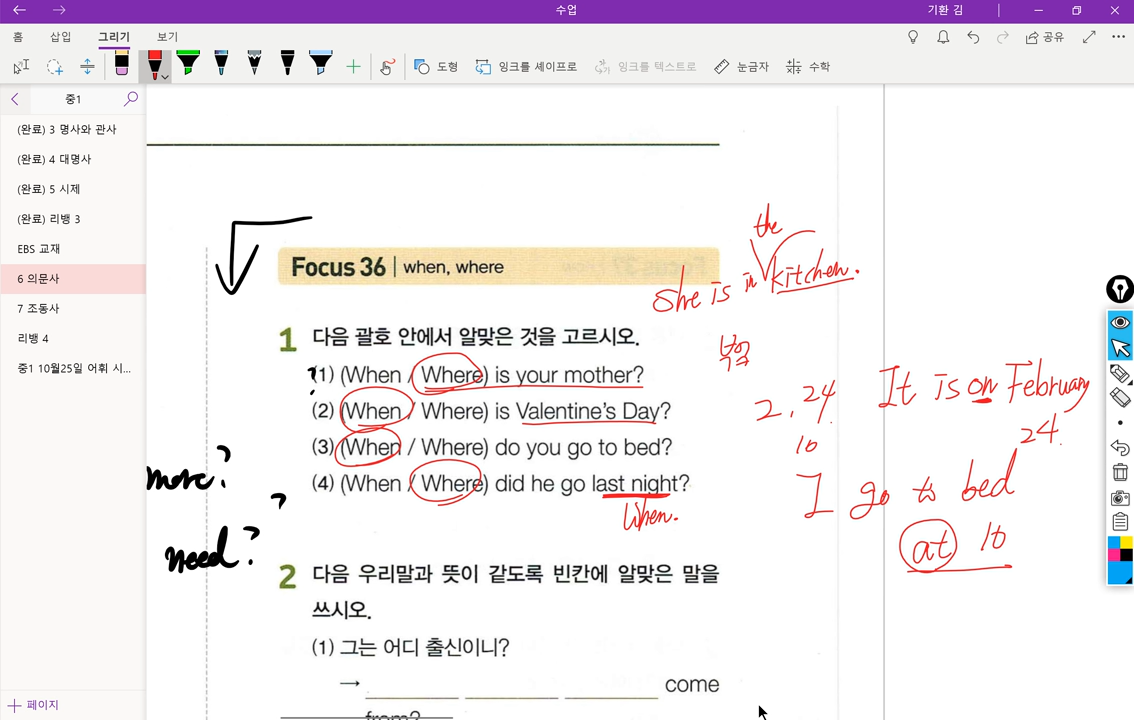 수업
기환 김
홈 삽입 그리기 보기
공유
도형 잉크를 셰이프로 잉크를 텍스트로 눈금자 수학
중1
(완료) 3 명사와 관사
(완료) 4 대명사
(완료) 5 시제
(완료) 리뱅 3
EBS 교재
6 의문사
7 조동사
리뱅 4
중1 10월25일 어휘 시...
페이지
Focus 36 | when, where
the
She is in kitchen.
1 다음 괄호 안에서 알맞은 것을 고르시오.
(1) (When / Where) is your mother?
(2) (When / Where) is Valentine's Day?
(3) (When / Where) do you go to bed?
(4) (When / Where) did he go last night?
When.
부엌
2. 24
10
It is on February
24.
I go to bed
at 10
more?
?
need?
2 다음 우리말과 뜻이 같도록 빈칸에 알맞은 말을
쓰시오.
(1) 그는 어디 출신이니?
→ come
from?